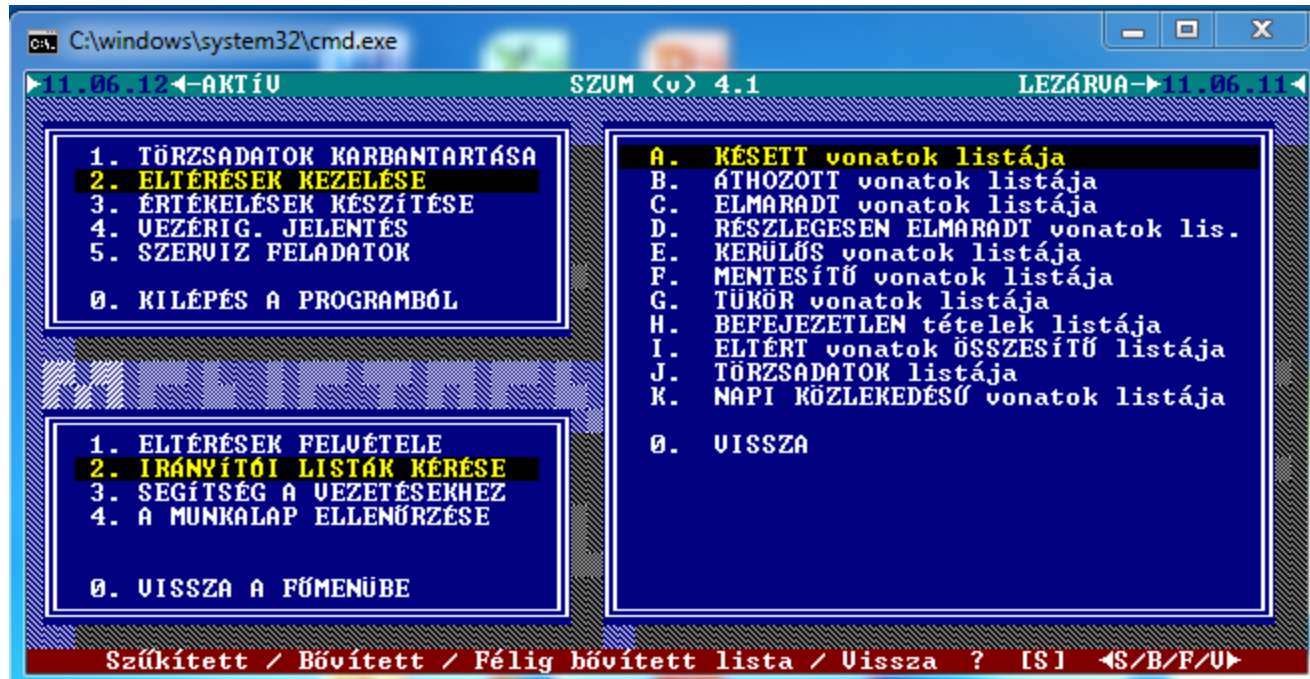 C:\windows\system32\cmd.exe
►11.06.12◄-AKTíV SZVM (v) 4.1 LEZÁRVA-►11.06.11◄
1. TÖRZSADATOK KARBANTARTÁSA
2. ELTÉRÉSEK KEZELÉSE
3. ÉRTÉKELÉSEK KÉSZíTÉSE
4. VEZÉRIG. JELENTÉS
5. SZERVIZ FELADATOK
0. KILÉPÉS A PROGRAMBÓL
1. ELTÉRÉSEK FELVÉTELE
2. IRÁNYíTÓI LISTÁK KÉRÉSE
3. SEGíTSÉG A VEZETÉSEKHEZ
4. A MUNKALAP ELLENŐRZÉSE
0. VISSZA A FŐMENÜBE
A. KÉSETT vonatok listája
B. ÁTHOZOTT vonatok listája
C. ELMARADT vonatok listája
D. RÉSZLEGESEN ELMARADT vonatok lis.
E. KERÜLŐS vonatok listája
F. MENTESíTŐ vonatok listája
G. TÜKÖR vonatok listája
H. BEFEJEZETLEN tételek listája
I. ELTÉRT vonatok ÖSSZESíTŐ listája
J. TÖRZSADATOK listája
K. NAPI KÖZLEKEDÉSŰ vonatok listája
0. VISSZA
Szűkített / Bővített / Félig bővített lista / Vissza ? [S] ◄S/B/F/V►